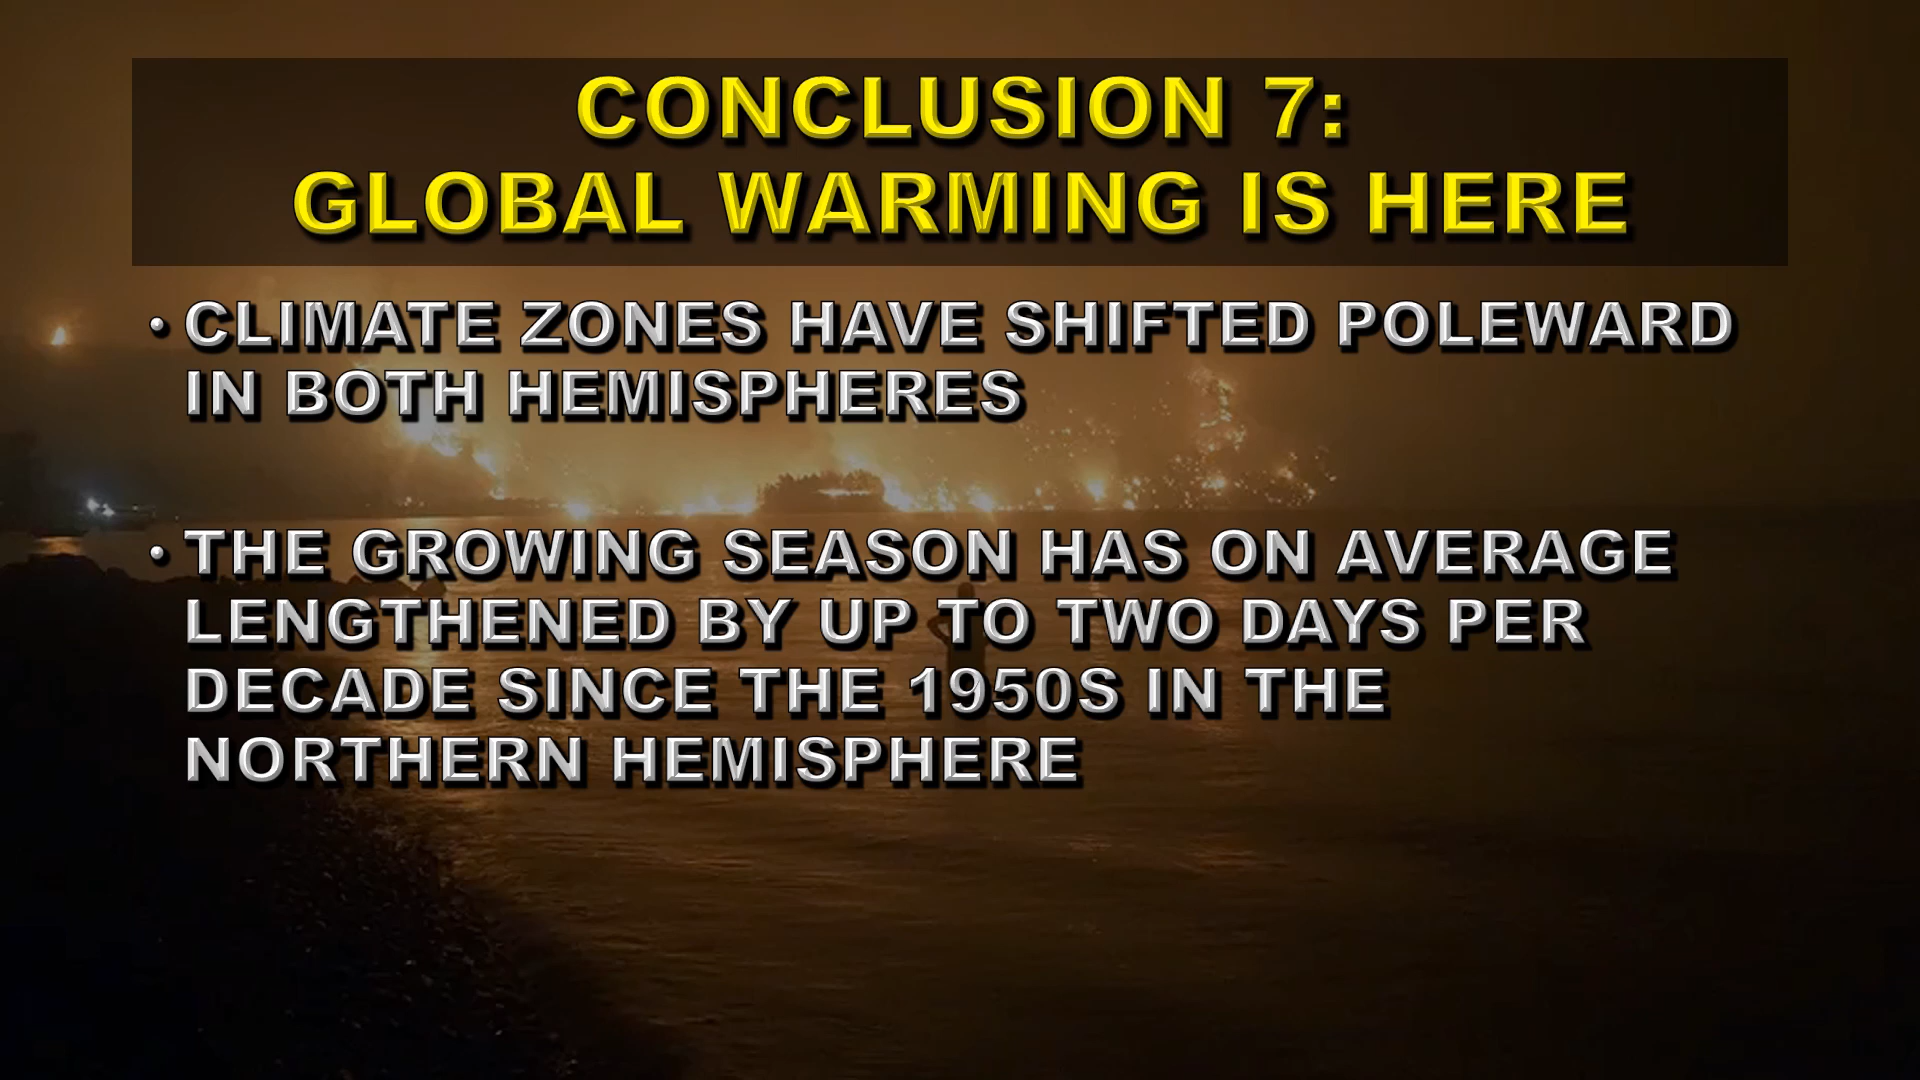 CONCLUSION 7:
GLOBAL WARMING IS HERE
• CLIMATE ZONES HAVE SHIFTED POLEWARD
IN BOTH HEMISPHERES
• THE GROWING SEASON HAS ON AVERAGE
LENGTHENED BY UP TO TWO DAYS PER
DECADE SINCE THE 1950S IN THE
NORTHERN HEMISPHERE